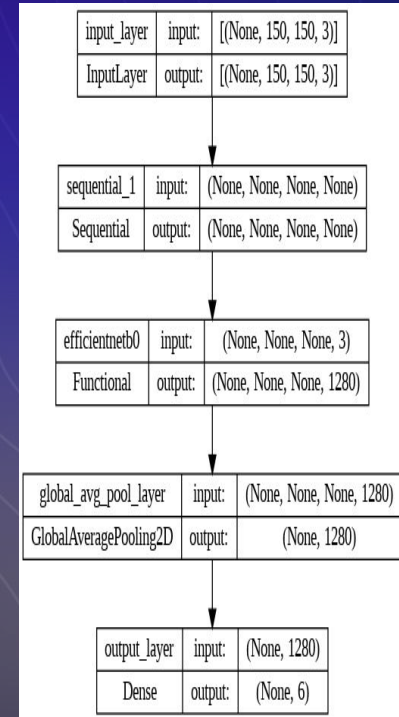 input_layer input: [(None, 150, 150, 3)]
InputLayer output: [(None, 150, 150, 3)]
sequential_1 input: (None, None, None, None)
Sequential output: (None, None, None, None)
efficientnetb0 input: (None, None, None, 3)
Functional output: (None, None, None, 1280)
global_avg_pool_layer input: (None, None, None, 1280)
GlobalAveragePooling2D output: (None, 1280)
output_layer input: (None, 1280)
Dense output: (None, 6)